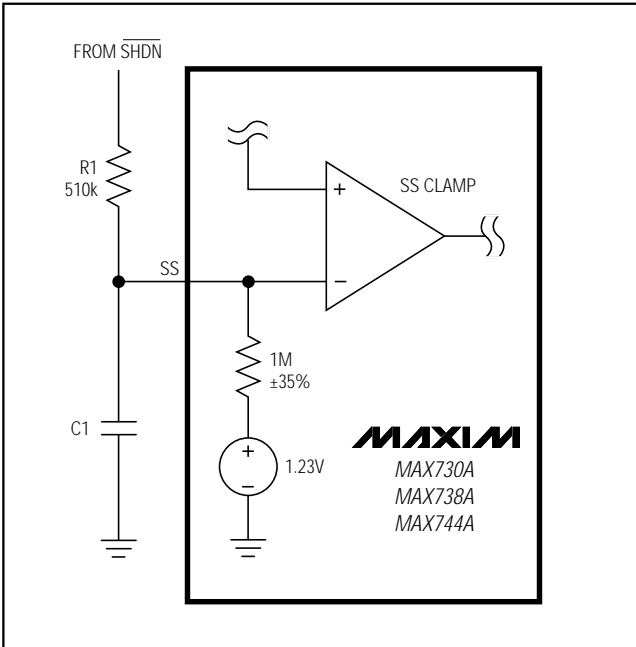 FROM SHDN
R1
510k
SS CLAMP
+
−
SS
1M
±35%
C1
+
−
1.23V
MAXIM
MAX730A
MAX738A
MAX744A